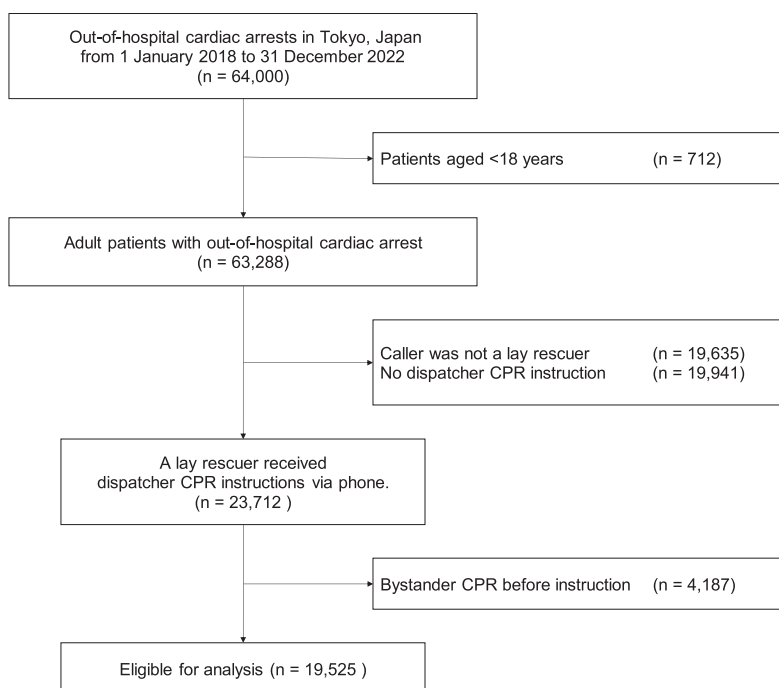 Out-of-hospital cardiac arrests in Tokyo, Japan
from 1 January 2018 to 31 December 2022
(n = 64,000)
Patients aged <18 years (n = 712)
Adult patients with out-of-hospital cardiac arrest
(n = 63,288)
Caller was not a lay rescuer (n = 19,635)
No dispatcher CPR instruction (n = 19,941)
A lay rescuer received
dispatcher CPR instructions via phone.
(n = 23,712 )
Bystander CPR before instruction (n = 4,187)
Eligible for analysis (n = 19,525 )